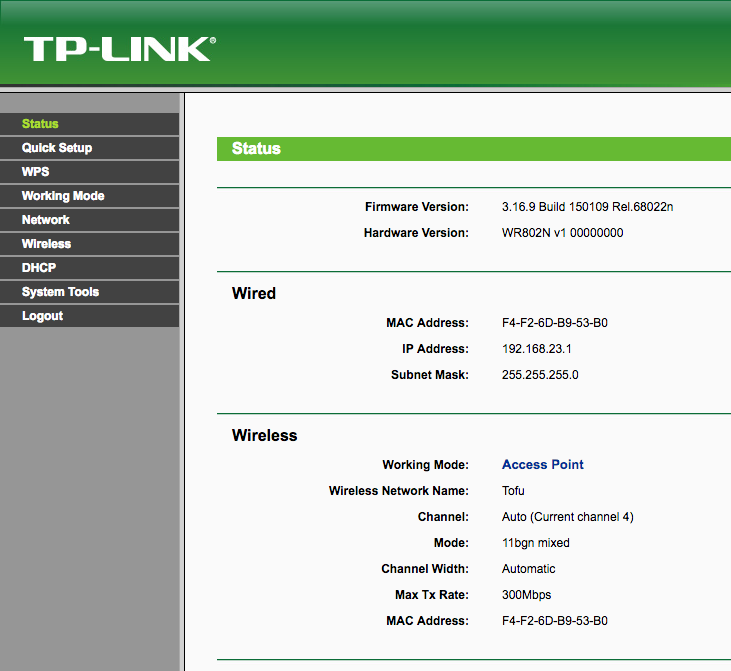 TP-LINK®
Status
Quick Setup
WPS
Working Mode
Network
Wireless
DHCP
System Tools
Logout
Status
Firmware Version: 3.16.9 Build 150109 Rel.68022n
Hardware Version: WR802N v1 00000000
Wired
MAC Address: F4-F2-6D-B9-53-B0
IP Address: 192.168.23.1
Subnet Mask: 255.255.255.0
Wireless
Working Mode: Access Point
Wireless Network Name: Tofu
Channel: Auto (Current channel 4)
Mode: 11bgn mixed
Channel Width: Automatic
Max Tx Rate: 300Mbps
MAC Address: F4-F2-6D-B9-53-B0